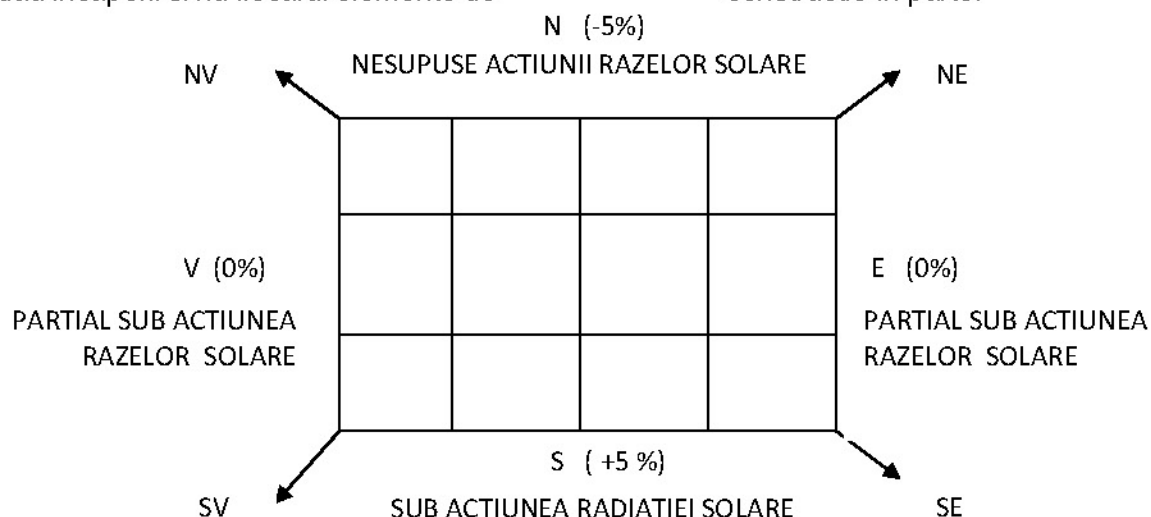 N (-5%)
NESUPUSE ACTIUNII RAZELOR SOLARE
NV
NE
V (0%)
PARTIAL SUB ACTIUNEA
RAZELOR SOLARE
E (0%)
PARTIAL SUB ACTIUNEA
RAZELOR SOLARE
S ( +5 %)
SUB ACTIUNEA RADIATIEI SOLARE
SV
SE